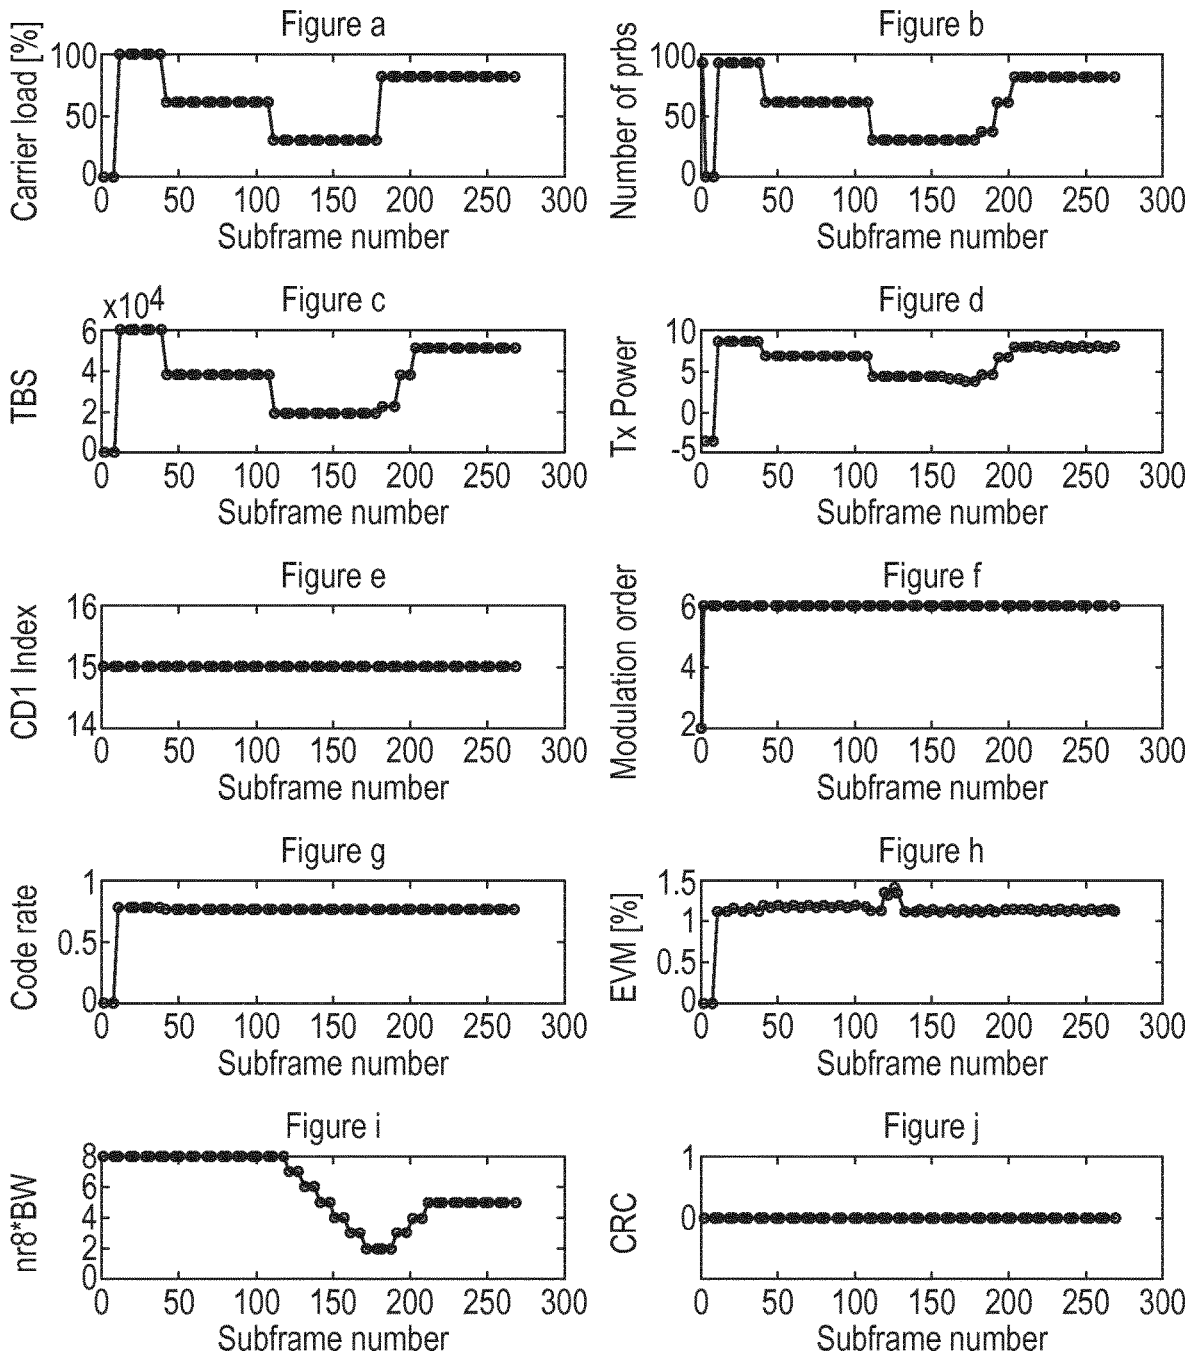 Figure a
Carrier load [%]
100
50
0
0 50 100 150 200 250 300
Subframe number
Figure b
Number of prbs
100
50
0
0 50 100 150 200 250 300
Subframe number
Figure c
x104
TBS
6
4
2
0
0 50 100 150 200 250 300
Subframe number
Figure d
Tx Power
10
5
0
-5
0 50 100 150 200 250 300
Subframe number
Figure e
CD1 Index
16
15
14
0 50 100 150 200 250 300
Subframe number
Figure f
Modulation order
6
4
2
0 50 100 150 200 250 300
Subframe number
Figure g
Code rate
1
0.5
0
0 50 100 150 200 250 300
Subframe number
Figure h
EVM [%]
1.5
1
0.5
0
0 50 100 150 200 250 300
Subframe number
Figure i
nr8*BW
8
6
4
2
0
0 50 100 150 200 250 300
Subframe number
Figure j
CRC
1
0
0 50 100 150 200 250 300
Subframe number